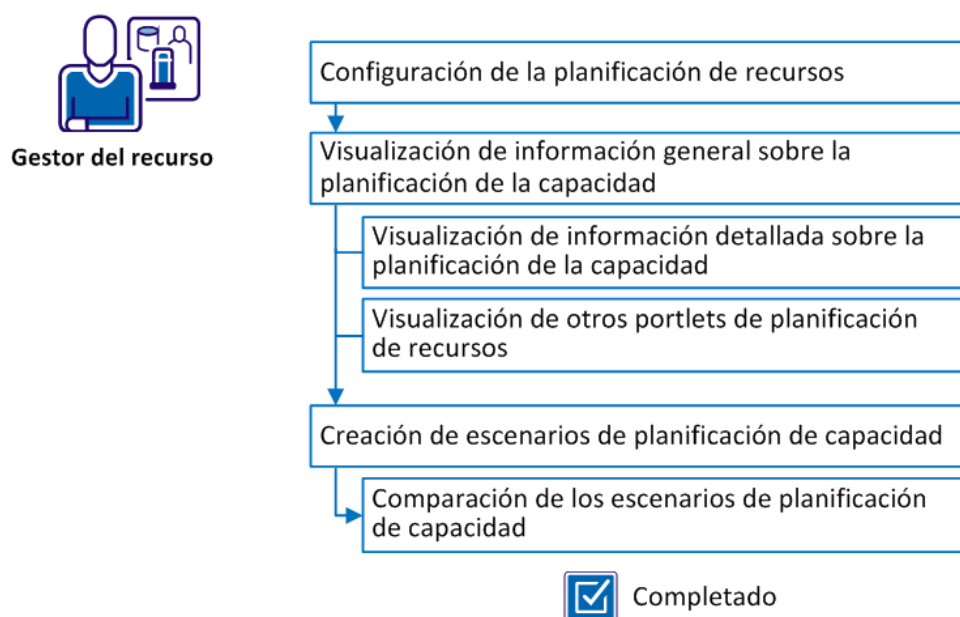 Gestor del recurso
Configuración de la planificación de recursos
Visualización de información general sobre la
planificación de la capacidad
Visualización de información detallada sobre la
planificación de la capacidad
Visualización de otros portlets de planificación
de recursos
Creación de escenarios de planificación de capacidad
Comparación de los escenarios de planificación
de capacidad
Completado